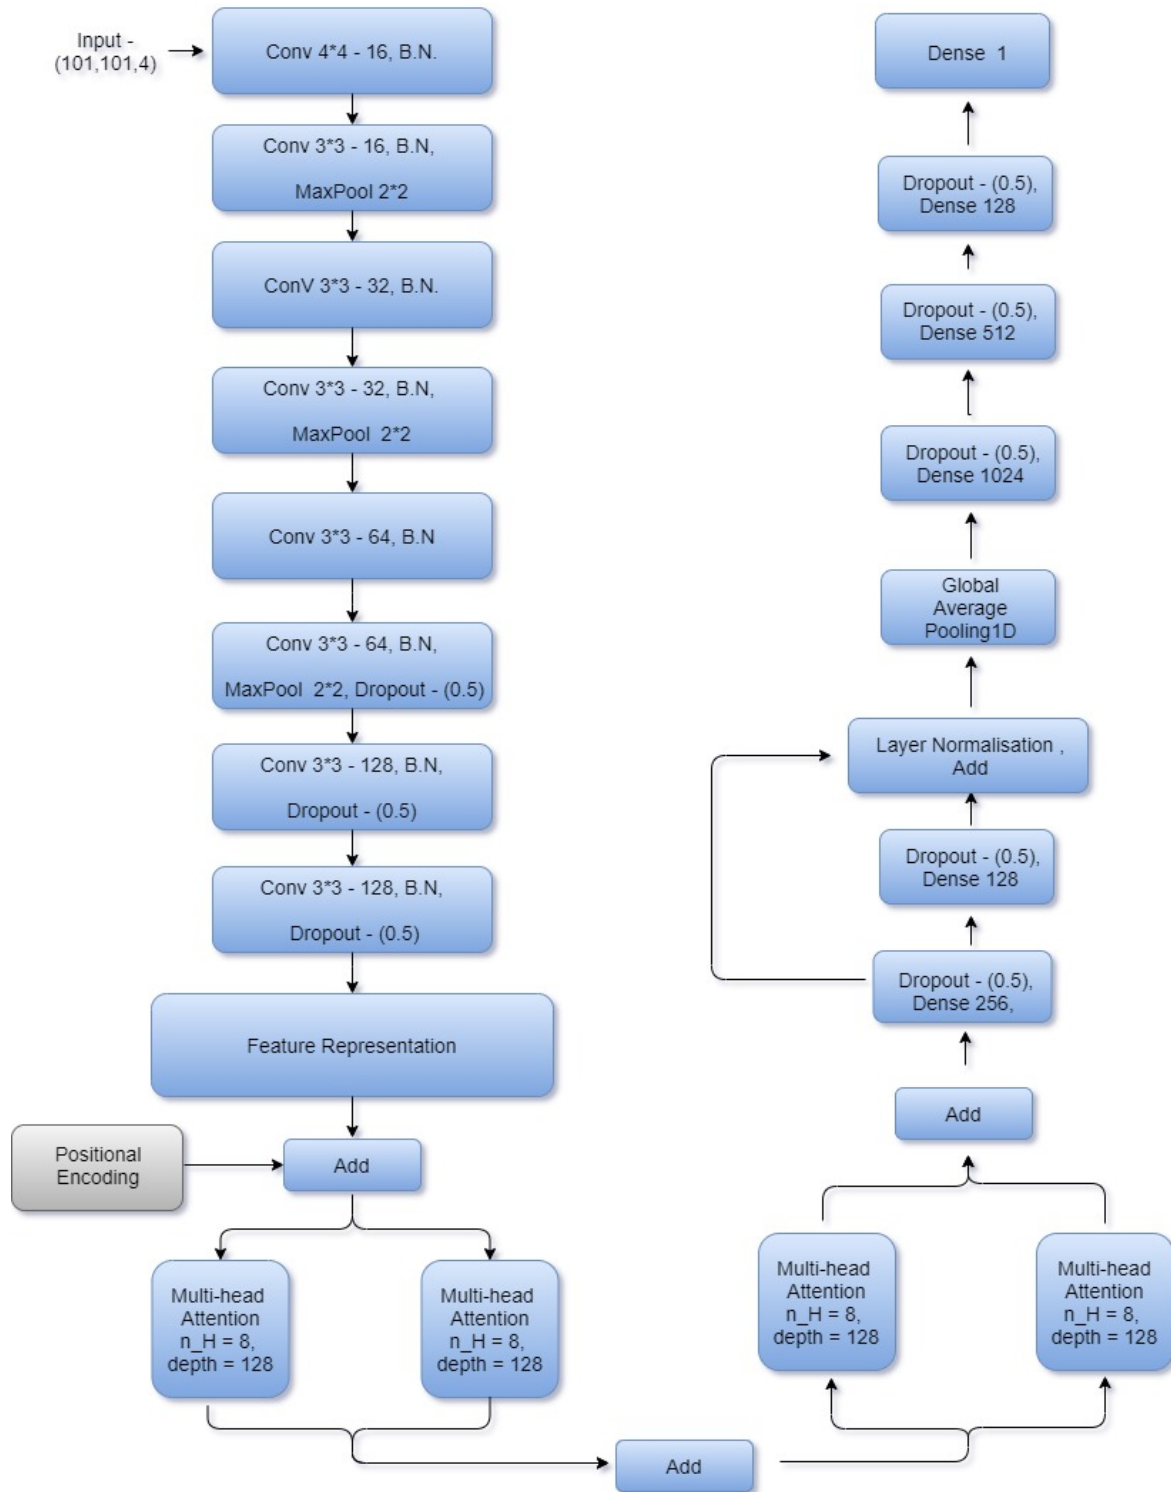 Input -
(101,101,4)
Conv 4*4 - 16, B.N.
Conv 3*3 - 16, B.N,
MaxPool 2*2
ConV 3*3 - 32, B.N.
Conv 3*3 - 32, B.N,
MaxPool 2*2
Conv 3*3 - 64, B.N
Conv 3*3 - 64, B.N,
MaxPool 2*2, Dropout - (0.5)
Conv 3*3 - 128, B.N,
Dropout - (0.5)
Conv 3*3 - 128, B.N,
Dropout - (0.5)
Feature Representation
Positional
Encoding
Add
Multi-head
Attention
n_H = 8,
depth = 128
Multi-head
Attention
n_H = 8,
depth = 128
Add
Multi-head
Attention
n_H = 8,
depth = 128
Multi-head
Attention
n_H = 8,
depth = 128
Add
Dropout - (0.5),
Dense 256,
Dropout - (0.5),
Dense 128
Layer Normalisation ,
Add
Global
Average
Pooling1D
Dropout - (0.5),
Dense 1024
Dropout - (0.5),
Dense 512
Dropout - (0.5),
Dense 128
Dense 1